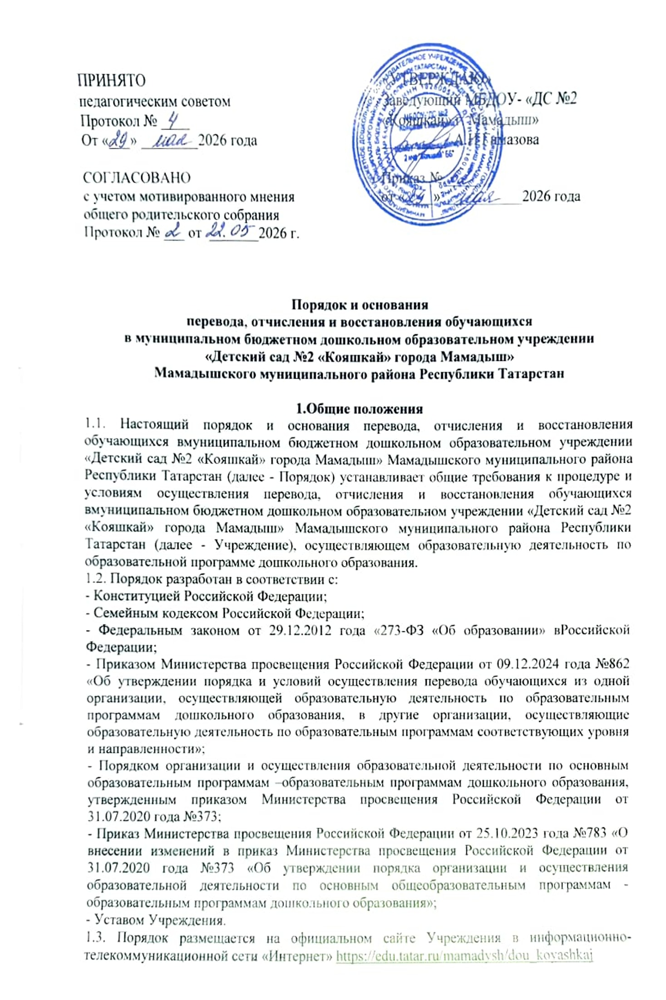 ПРИНЯТО
педагогическим советом
Протокол № 4
От «29» мая 2026 года
СОГЛАСОВАНО
с учетом мотивированного мнения
общего родительского собрания
Протокол № 2 от 22.05 2026 г.
«УТВЕРЖДАЮ»
Заведующий МБДОУ- «ДС №2
«Кояшкай» г. Мамадыш»
Приказ №
от « » мая 2026 года
Порядок и основания
перевода, отчисления и восстановления обучающихся
в муниципальном бюджетном дошкольном образовательном учреждении
«Детский сад №2 «Кояшкай» города Мамадыш»
Мамадышского муниципального района Республики Татарстан
1.Общие положения
1.1. Настоящий порядок и основания перевода, отчисления и восстановления
обучающихся вмуниципальном бюджетном дошкольном образовательном учреждении
«Детский сад №2 «Кояшкай» города Мамадыш» Мамадышского муниципального района
Республики Татарстан (далее - Порядок) устанавливает общие требования к процедуре и
условиям осуществления перевода, отчисления и восстановления обучающихся
вмуниципальном бюджетном дошкольном образовательном учреждении «Детский сад №2
«Кояшкай» города Мамадыш» Мамадышского муниципального района Республики
Татарстан (далее - Учреждение), осуществляющем образовательную деятельность по
образовательной программе дошкольного образования.
1.2. Порядок разработан в соответствии с:
- Конституцией Российской Федерации;
- Семейным кодексом Российской Федерации;
- Федеральным законом от 29.12.2012 года «273-ФЗ «Об образовании» вРоссийской
Федерации;
- Приказом Министерства просвещения Российской Федерации от 09.12.2024 года №862
«Об утверждении порядка и условий осуществления перевода обучающихся из одной
организации, осуществляющей образовательную деятельность по образовательным
программам дошкольного образования, в другие организации, осуществляющие
образовательную деятельность по образовательным программам соответствующих уровня
и направленности»;
- Порядком организации и осуществления образовательной деятельности по основным
образовательным программам –образовательным программам дошкольного образования,
утвержденным приказом Министерства просвещения Российской Федерации от
31.07.2020 года №373;
- Приказ Министерства просвещения Российской Федерации от 25.10.2023 года №783 «О
внесении изменений в приказ Министерства просвещения Российской Федерации от
31.07.2020 года №373 «Об утверждении порядка организации и осуществления
образовательной деятельности по основным общеобразовательным программам -
образовательным программам дошкольного образования»;
- Уставом Учреждения.
1.3. Порядок размещается на официальном сайте Учреждения в информационно-
телекоммуникационной сети «Интернет» https://edu.tatar.ru/mamadysh/dou_koyashkaj